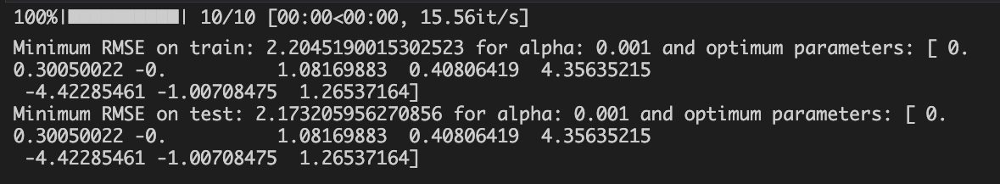 100%|██████████| 10/10 [00:00<00:00, 15.56it/s]
Minimum RMSE on train: 2.2045190015302523 for alpha: 0.001 and optimum parameters: [ 0.
0.30050022 -0.          1.08169883  0.40806419  4.35635215
 -4.42285461 -1.00708475  1.26537164]
Minimum RMSE on test: 2.173205956270856 for alpha: 0.001 and optimum parameters: [ 0.
0.30050022 -0.          1.08169883  0.40806419  4.35635215
 -4.42285461 -1.00708475  1.26537164]